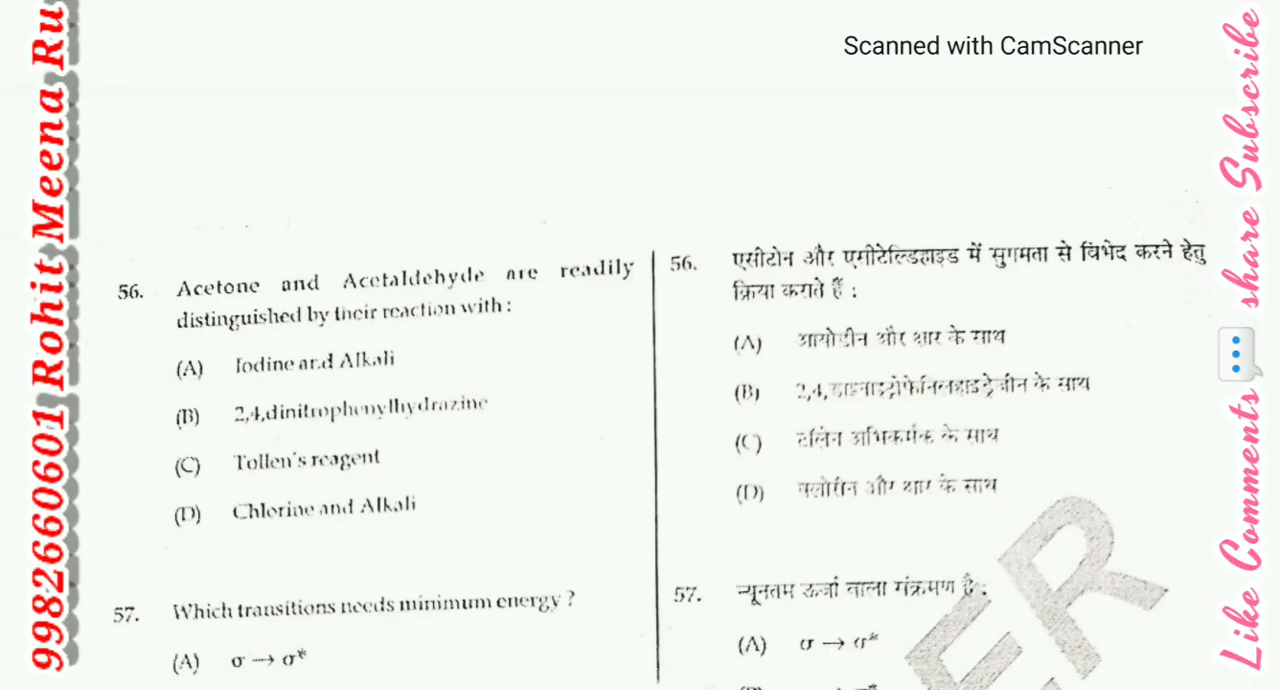 Scanned with CamScanner
9982660601 Rohit Meena Ru
Like Comments 💬 share Subscribe
56. Acetone and Acetaldehyde are readily
distinguished by their reaction with :
(A) Iodine and Alkali
(B) 2,4,dinitrophenylhydrazine
(C) Tollen's reagent
(D) Chlorine and Alkali
57. Which transitions needs minimum energy ?
(A) σ → σ*
56. एसीटोन और एसीटेल्डिहाइड में सुगमता से विभेद करने हेतु
क्रिया कराते हैं :
(A) आयोडीन और क्षार के साथ
(B) 2,4,डाइनाइट्रोफेनिलहाइड्रेजीन के साथ
(C) टॉलेन अभिकर्मक के साथ
(D) क्लोरीन और क्षार के साथ
57. न्यूनतम ऊर्जा वाला संक्रमण है :
(A) σ → σ*
ER